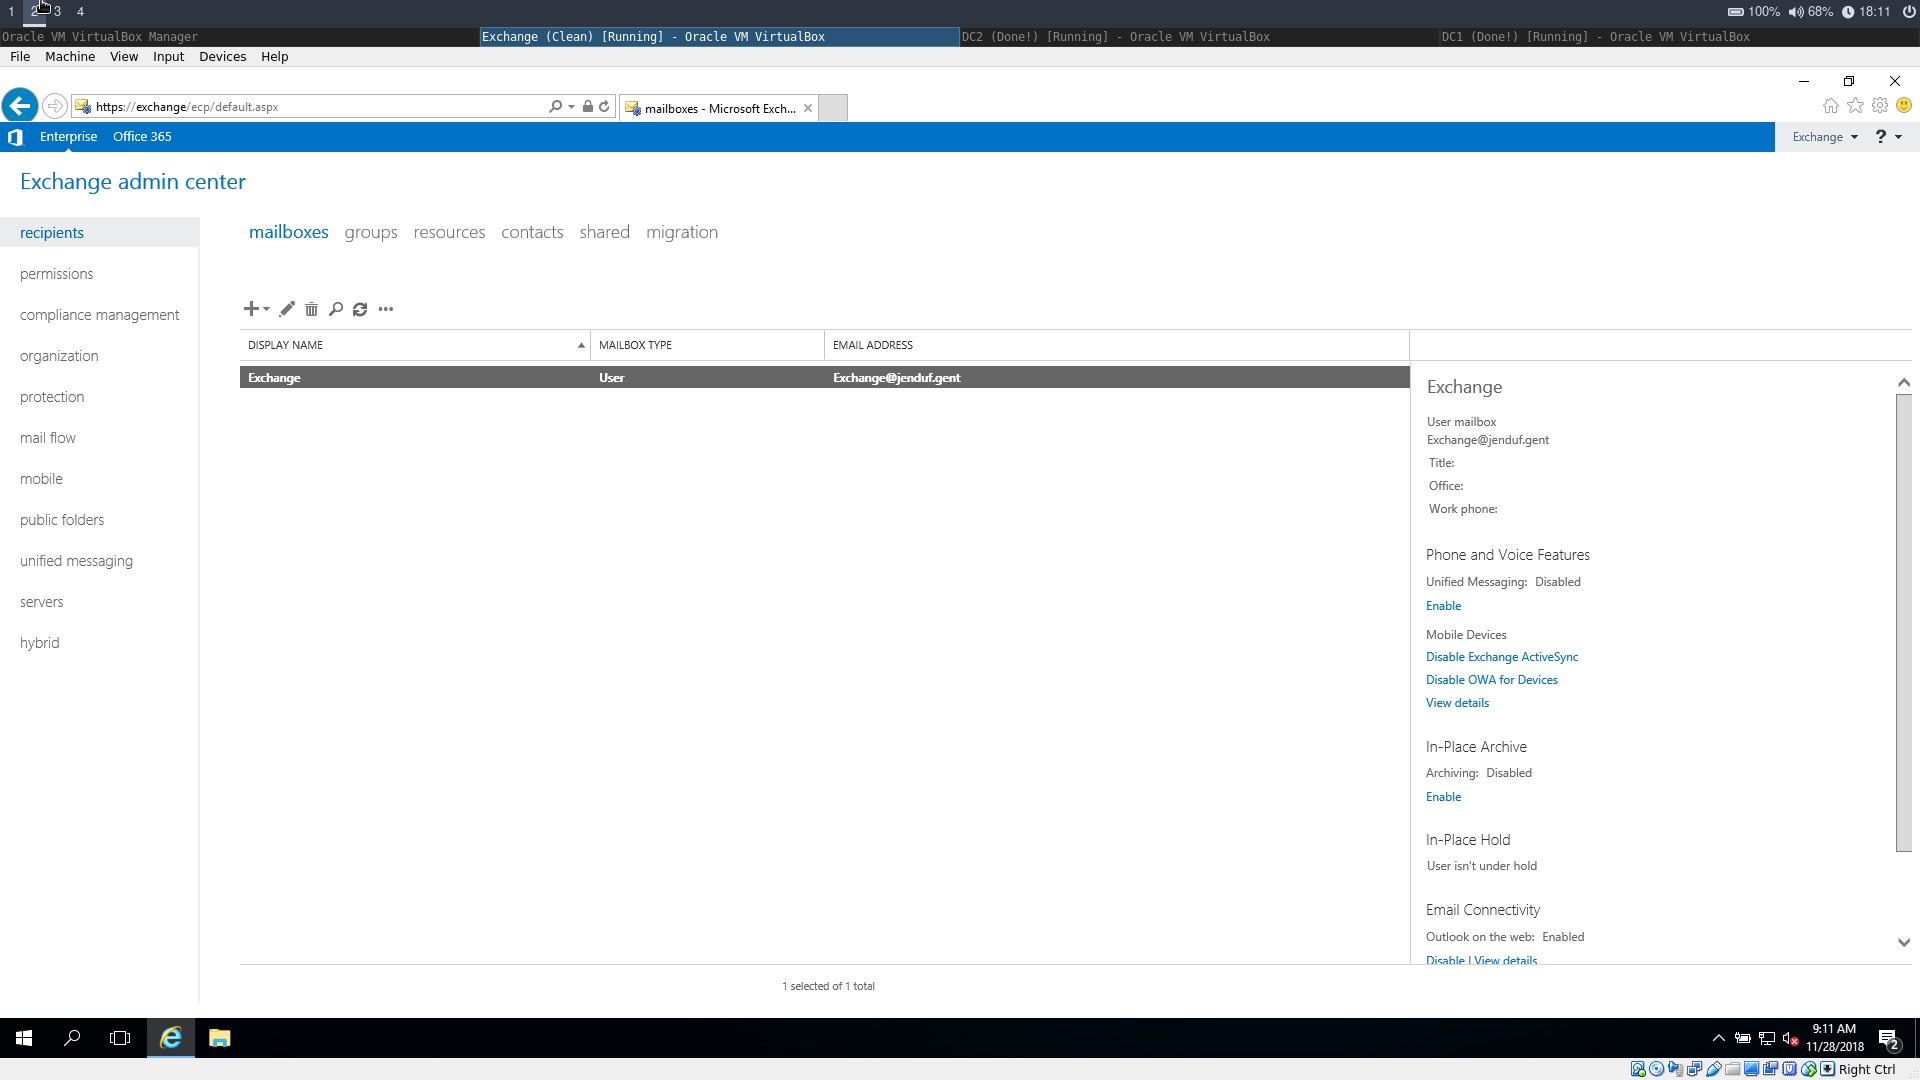 1 2 3 4 100% 68% 18:11
Oracle VM VirtualBox Manager Exchange (Clean) [Running] - Oracle VM VirtualBox DC2 (Done!) [Running] - Oracle VM VirtualBox DC1 (Done!) [Running] - Oracle VM VirtualBox
File Machine View Input Devices Help
https://exchange/ecp/default.aspx mailboxes - Microsoft Exch...
Enterprise Office 365 Exchange ?
Exchange admin center
recipients
permissions
compliance management
organization
protection
mail flow
mobile
public folders
unified messaging
servers
hybrid
mailboxes groups resources contacts shared migration
DISPLAY NAME MAILBOX TYPE EMAIL ADDRESS
Exchange User Exchange@jenduf.gent
1 selected of 1 total
Exchange
User mailbox
Exchange@jenduf.gent
Title:
Office:
Work phone:
Phone and Voice Features
Unified Messaging: Disabled
Enable
Mobile Devices
Disable Exchange ActiveSync
Disable OWA for Devices
View details
In-Place Archive
Archiving: Disabled
Enable
In-Place Hold
User isn't under hold
Email Connectivity
Outlook on the web: Enabled
Disable | View details
9:11 AM
11/28/2018
2
Right Ctrl